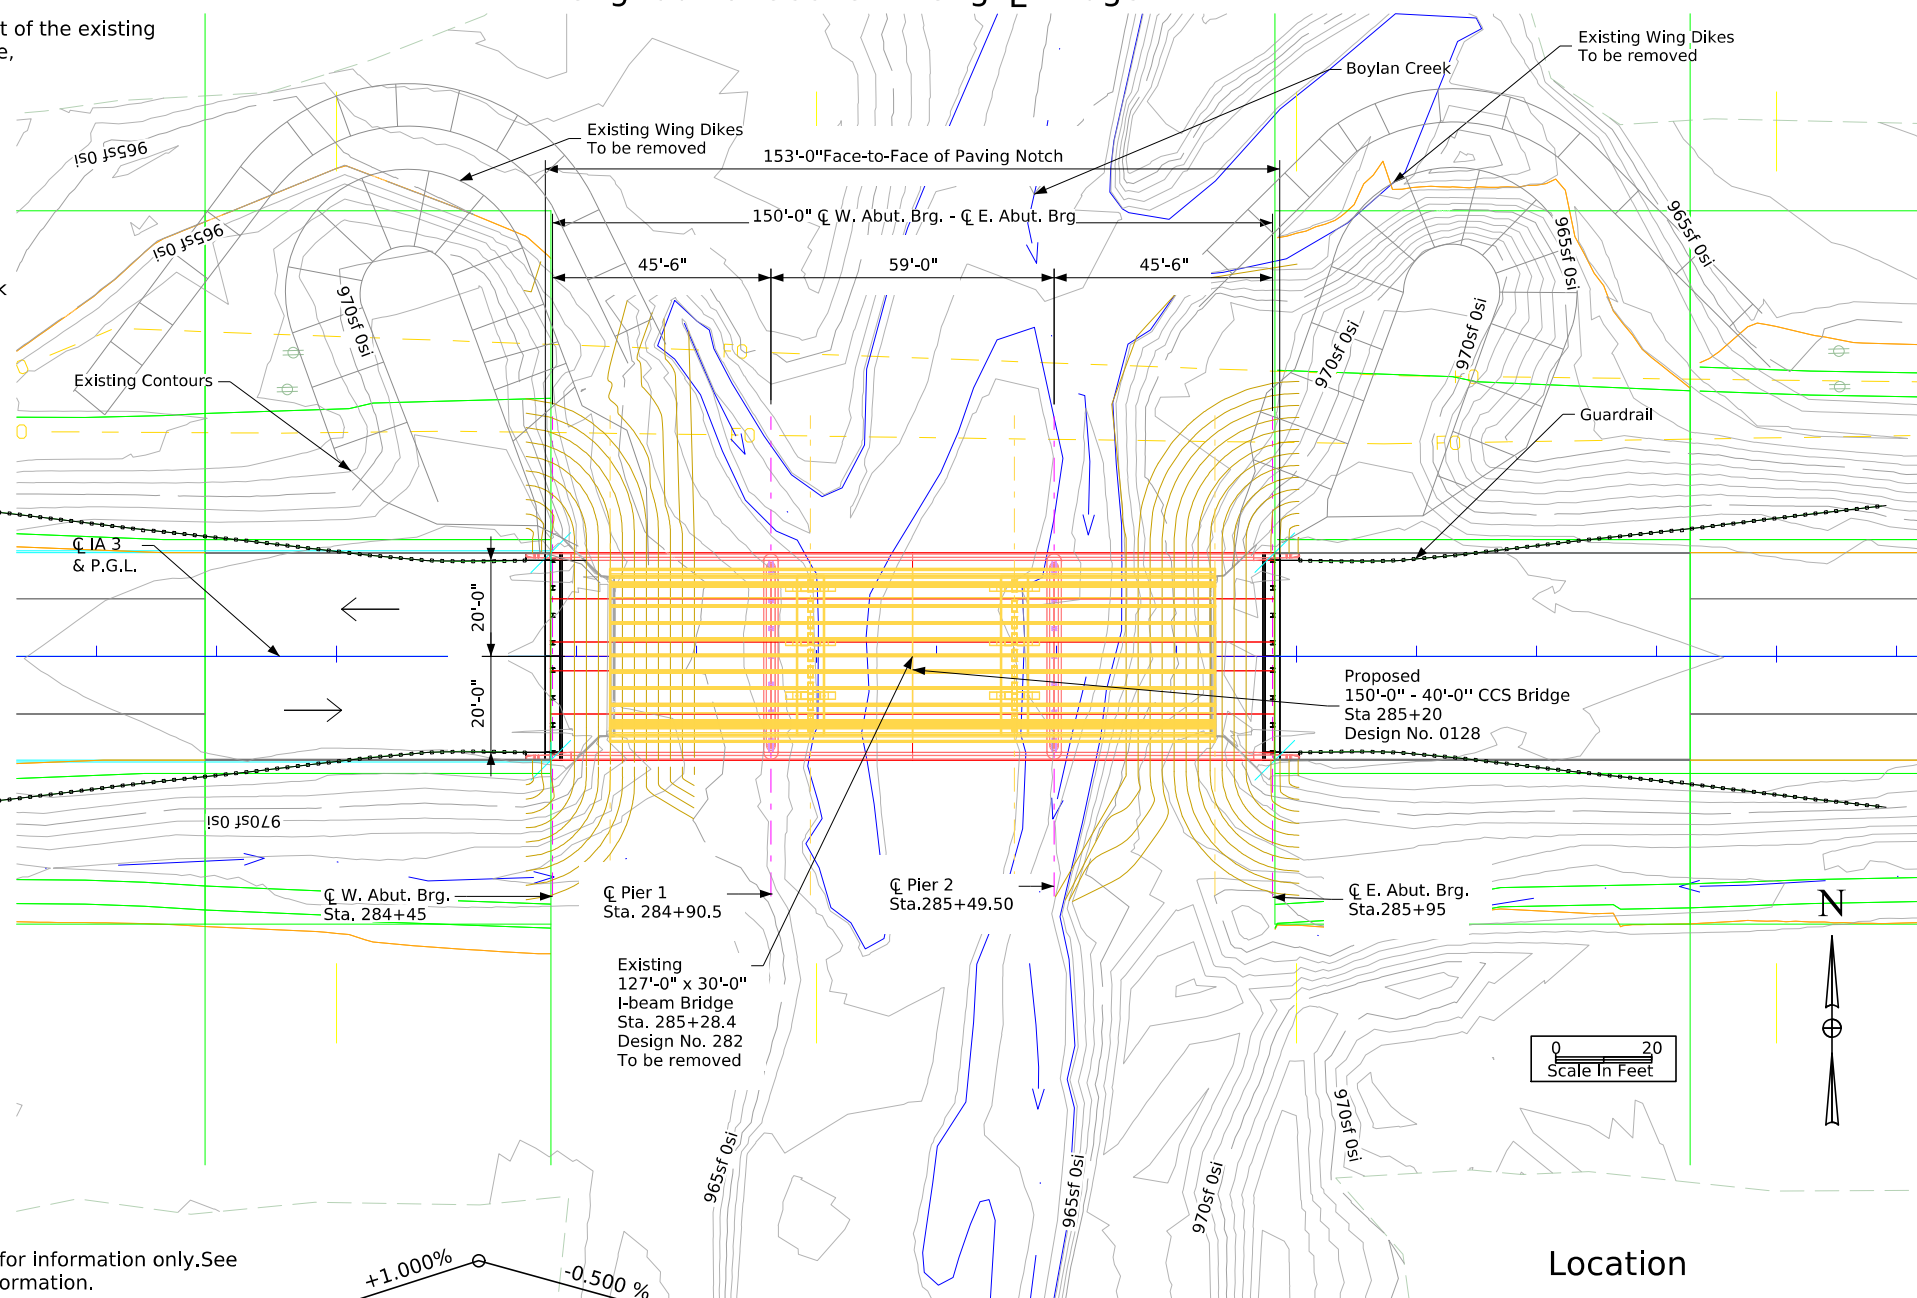 t of the existing
e,
k
Existing Wing Dikes
To be removed
Boylan Creek
Existing Wing Dikes
To be removed
153'-0"Face-to-Face of Paving Notch
150'-0" ℄ W. Abut. Brg. - ℄ E. Abut. Brg
45'-6"
59'-0"
45'-6"
965sf 0si
965sf 0si
970sf 0si
965sf 0si
965sf 0si
970sf 0si
970sf 0si
FO
FO
FO
Existing Contours
Guardrail
℄ IA 3
& P.G.L.
20'-0"
20'-0"
Proposed
150'-0" - 40'-0" CCS Bridge
Sta 285+20
Design No. 0128
970sf 0si
℄ W. Abut. Brg.
Sta. 284+45
℄ Pier 1
Sta. 284+90.5
℄ Pier 2
Sta.285+49.50
℄ E. Abut. Brg.
Sta.285+95
N
Existing
127'-0" x 30'-0"
I-beam Bridge
Sta. 285+28.4
Design No. 282
To be removed
0 20
Scale In Feet
965sf 0si
965sf 0si
970sf 0si
970sf 0si
for information only.See
ormation.
+1.000%
-0.500 %
Location